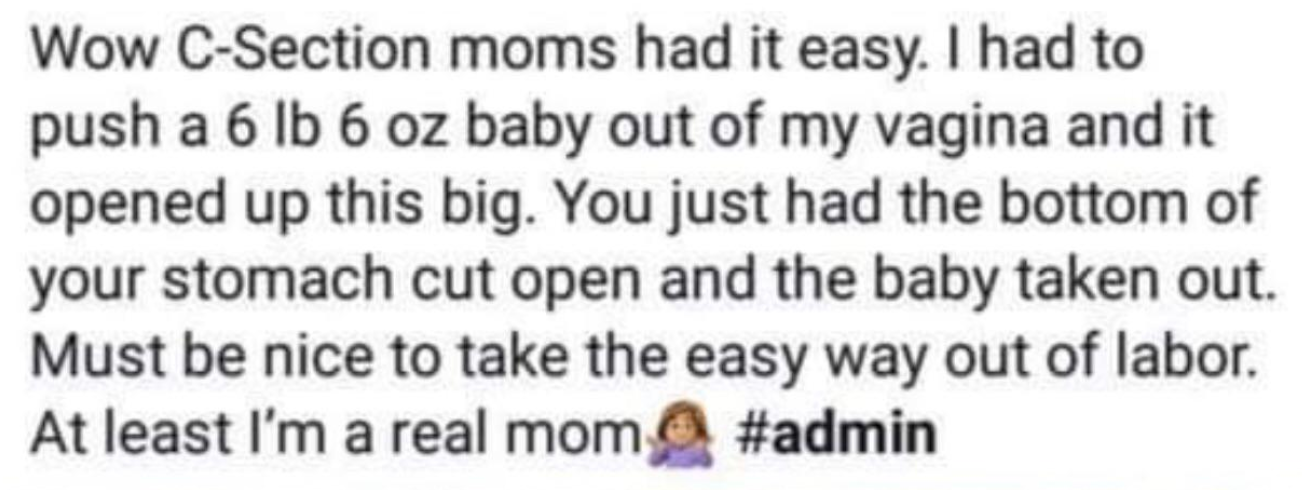 Wow C-Section moms had it easy. I had to
push a 6 lb 6 oz baby out of my vagina and it
opened up this big. You just had the bottom of
your stomach cut open and the baby taken out.
Must be nice to take the easy way out of labor.
At least I’m a real mom🤷🏽‍♀️ #admin